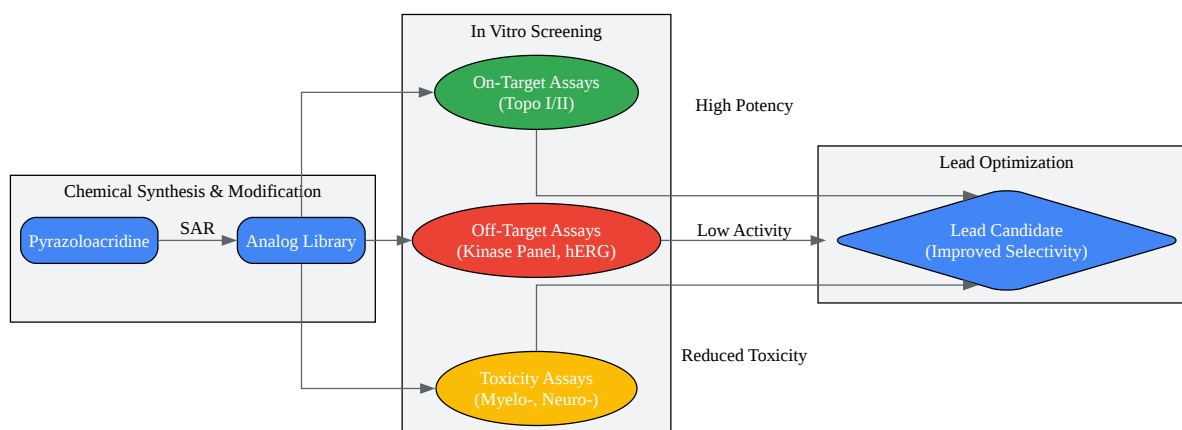 In Vitro Screening
On-Target Assays
(Topo I/II)
High Potency
Lead Optimization
Chemical Synthesis & Modification
Pyrazoloacridine
SAR
Analog Library
Off-Target Assays
(Kinase Panel, hERG)
Low Activity
Lead Candidate
(Improved Selectivity)
Reduced Toxicity
Toxicity Assays
(Myelo-, Neuro-)